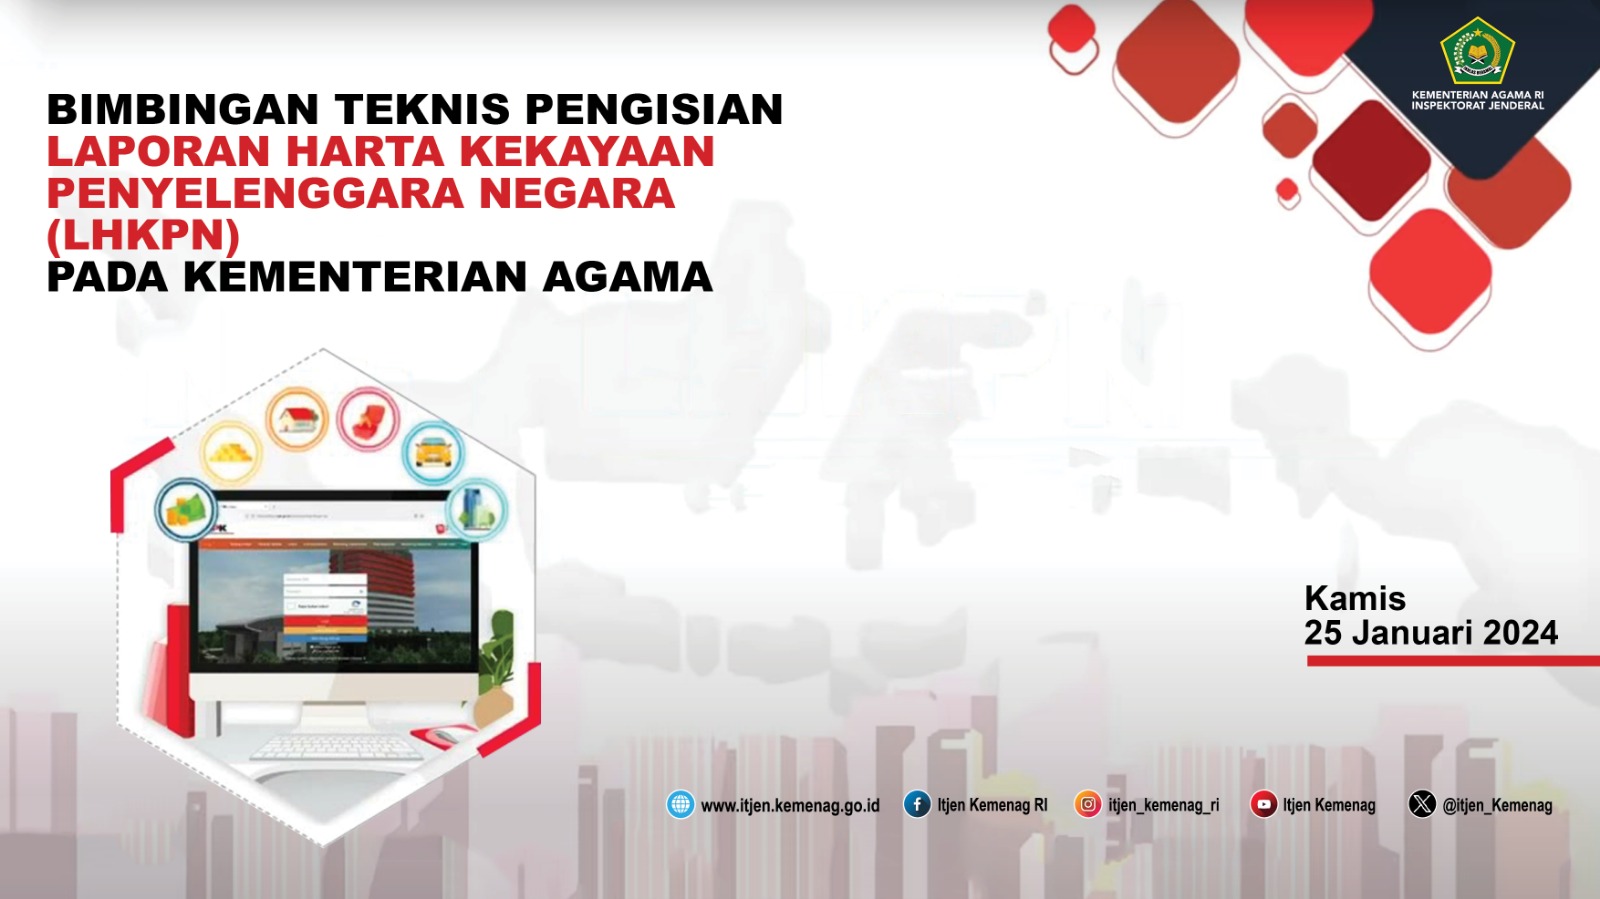 KEMENTERIAN AGAMA RI
INSPEKTORAT JENDERAL
BIMBINGAN TEKNIS PENGISIAN
LAPORAN HARTA KEKAYAAN
PENYELENGGARA NEGARA
(LHKPN)
PADA KEMENTERIAN AGAMA
Kamis
25 Januari 2024
www.itjen.kemenag.go.id
Itjen Kemenag RI
itjen_kemenag_ri
Itjen Kemenag
@itjen_Kemenag